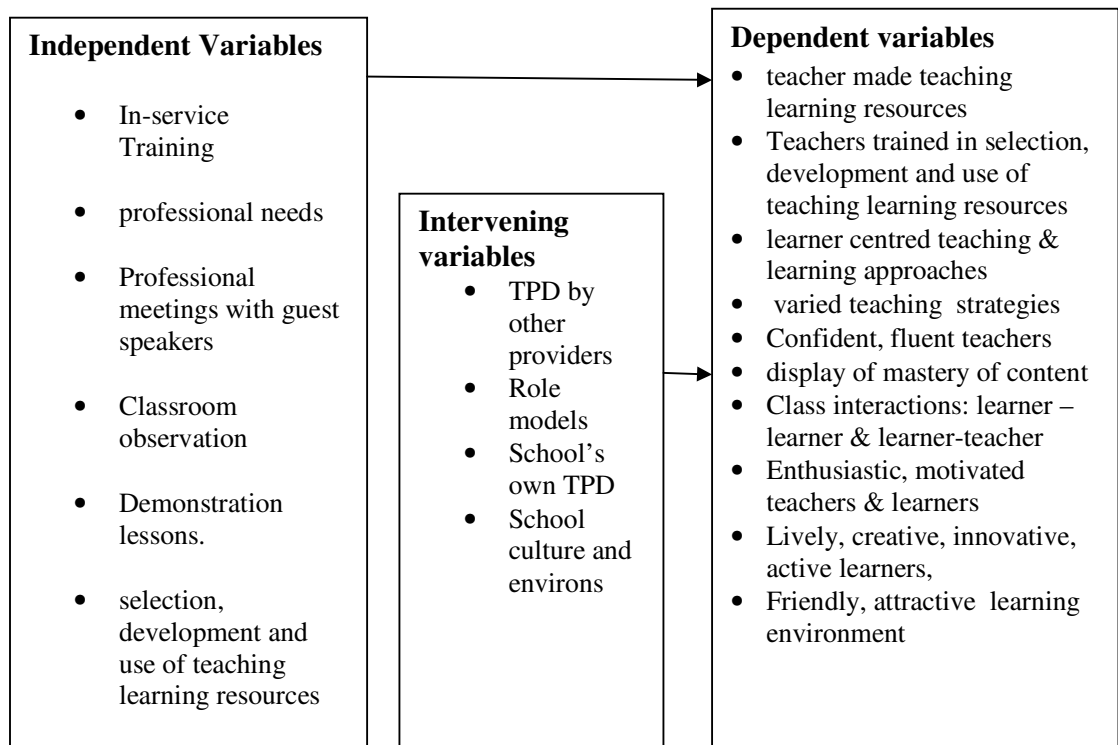 Independent Variables
• In-service
Training
• professional needs
• Professional
meetings with guest
speakers
• Classroom
observation
• Demonstration
lessons.
• selection,
development and
use of teaching
learning resources
Intervening
variables
• TPD by
other
providers
• Role
models
• School’s
own TPD
• School
culture and
environs
Dependent variables
• teacher made teaching
learning resources
• Teachers trained in selection,
development and use of
teaching learning resources
• learner centred teaching &
learning approaches
• varied teaching strategies
• Confident, fluent teachers
• display of mastery of content
• Class interactions: learner –
learner & learner-teacher
• Enthusiastic, motivated
teachers & learners
• Lively, creative, innovative,
active learners,
• Friendly, attractive learning
environment